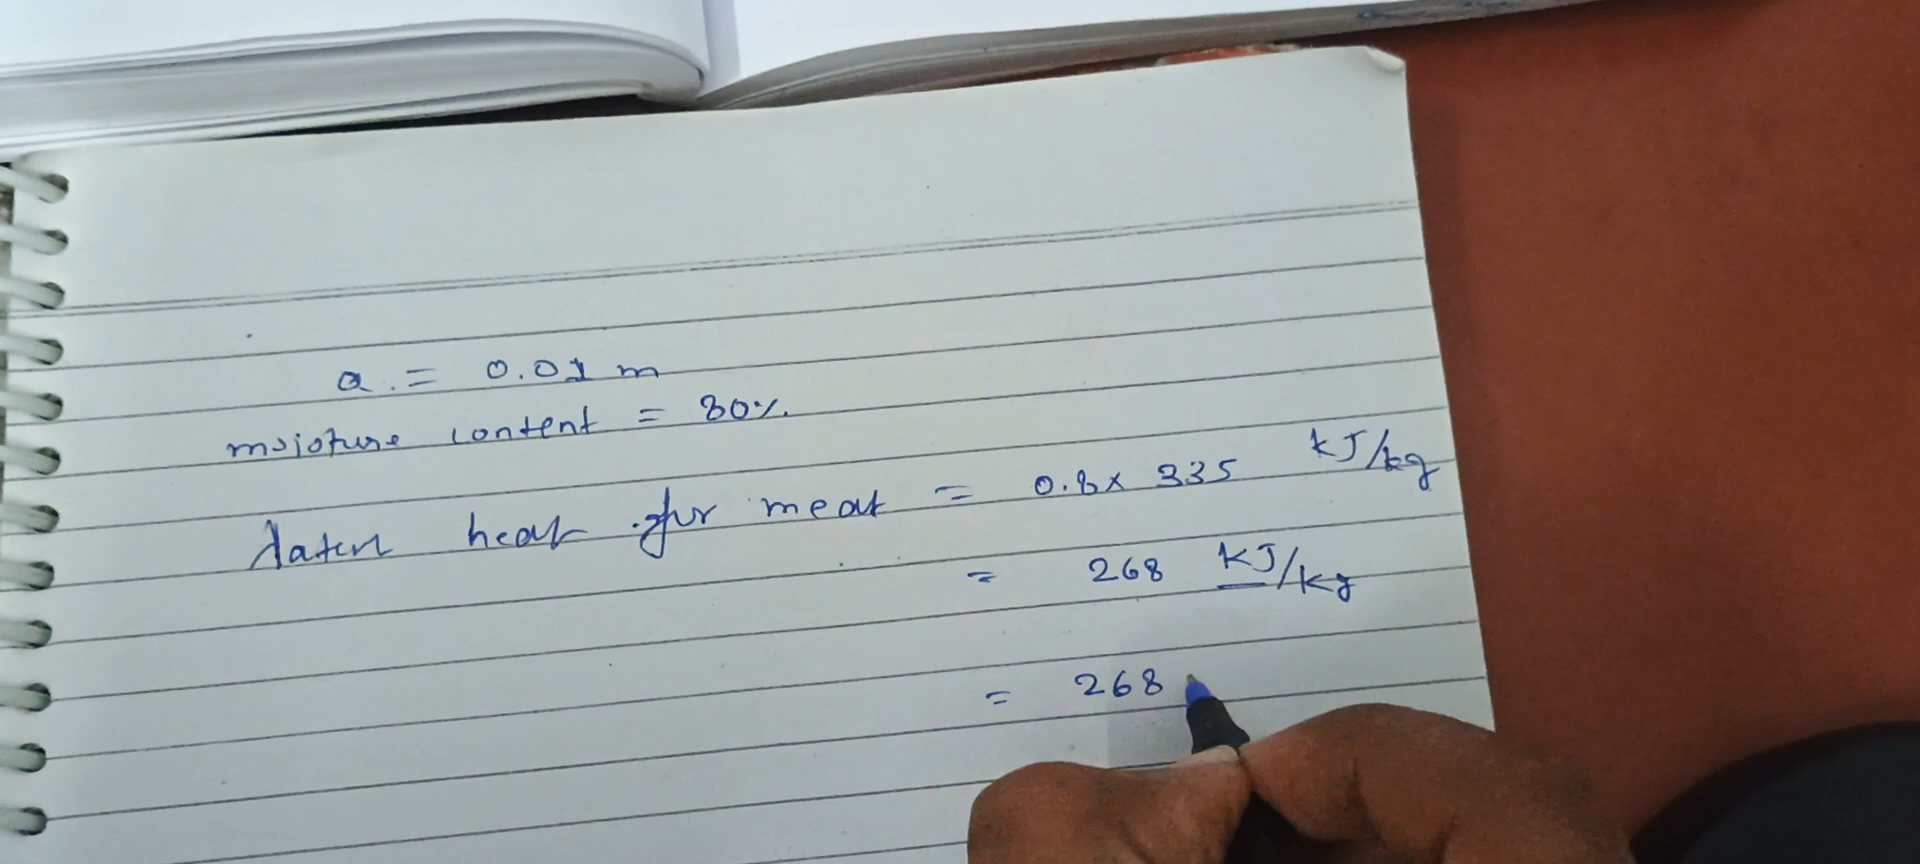 a = 0.01 m
moisture content = 80%
latent heat for meat = 0.8 x 335 kJ/kg
= 268 kJ/kg
= 268